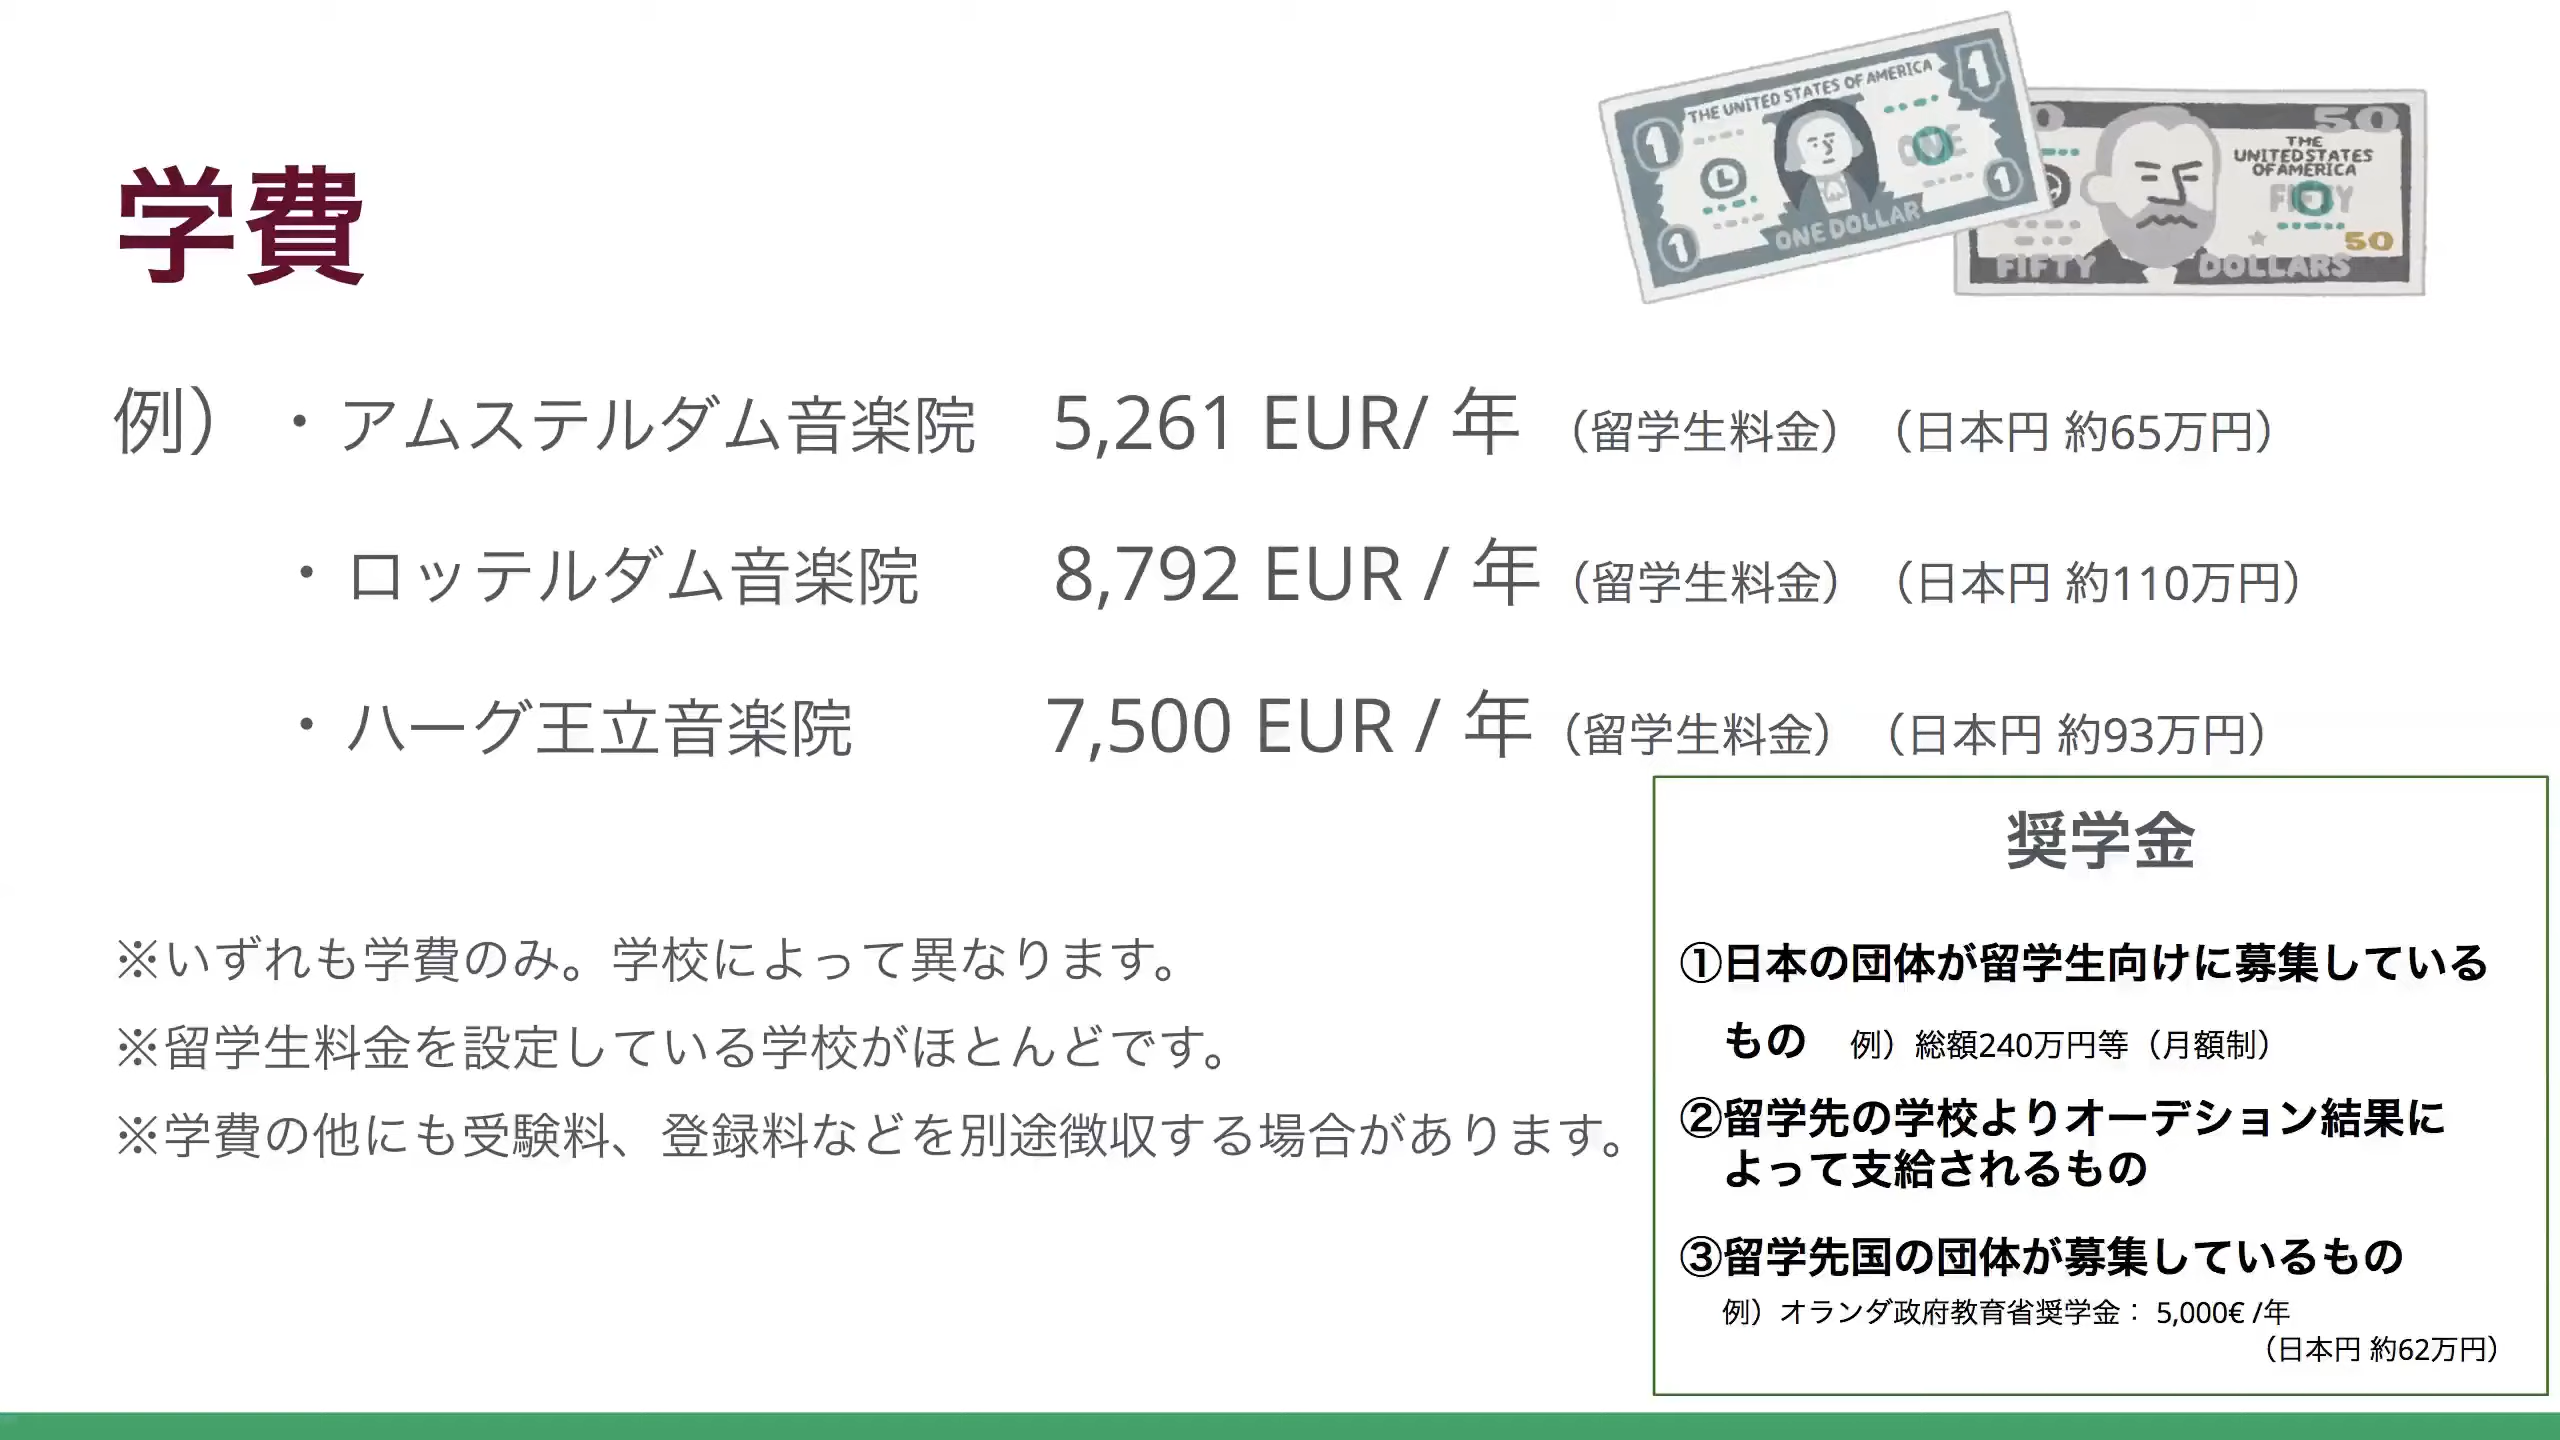 THE UNITED STATES OF AMERICA
1
1
ONE
1
1
ONE DOLLAR
50
THE
UNITED STATES
OF AMERICA
FIFTY
50
FIFTY DOLLARS
学費
例）・アムステルダム音楽院 5,261 EUR/ 年（留学生料金）（日本円 約65万円）
・ロッテルダム音楽院 8,792 EUR / 年（留学生料金）（日本円 約110万円）
・ハーグ王立音楽院 7,500 EUR / 年（留学生料金）（日本円 約93万円）
※いずれも学費のみ。学校によって異なります。
※留学生料金を設定している学校がほとんどです。
※学費の他にも受験料、登録料などを別途徴収する場合があります。
奨学金
①日本の団体が留学生向けに募集している
もの 例）総額240万円等（月額制）
②留学先の学校よりオーデション結果に
よって支給されるもの
③留学先国の団体が募集しているもの
例）オランダ政府教育省奨学金： 5,000€ /年
（日本円 約62万円）